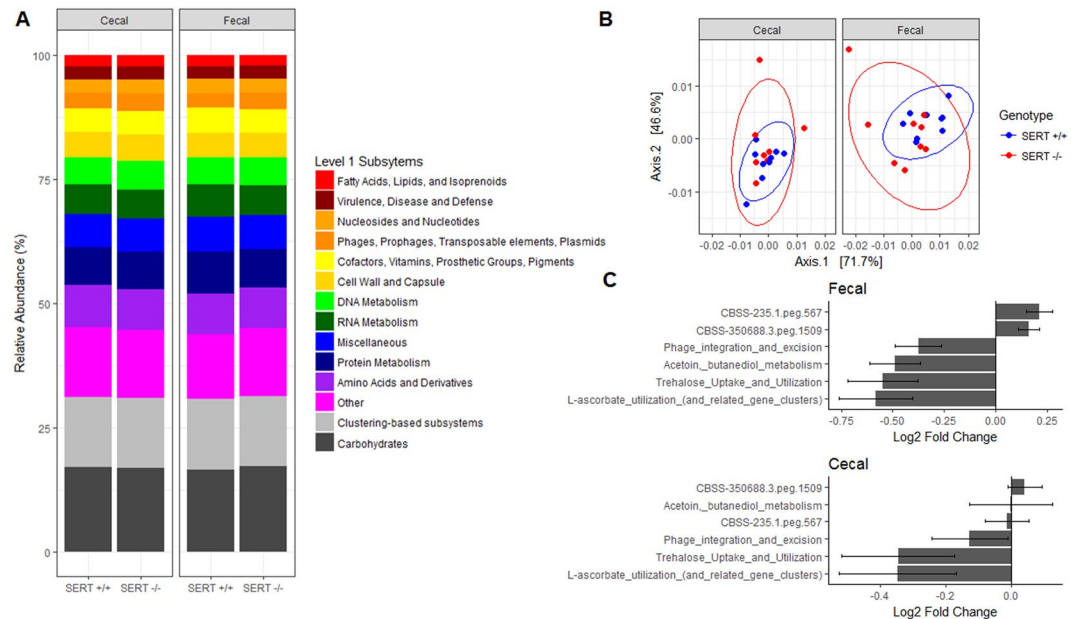 A
Cecal
Fecal
100
75
50
25
0
Relative Abundance (%)
SERT +/+
SERT -/-
SERT +/+
SERT -/-
Level 1 Subsytems
Fatty Acids, Lipids, and Isoprenoids
Virulence, Disease and Defense
Nucleosides and Nucleotides
Phages, Prophages, Transposable elements, Plasmids
Cofactors, Vitamins, Prosthetic Groups, Pigments
Cell Wall and Capsule
DNA Metabolism
RNA Metabolism
Miscellaneous
Protein Metabolism
Amino Acids and Derivatives
Other
Clustering-based subsystems
Carbohydrates
B
Cecal
Fecal
0.01
0.00
-0.01
Axis.2 [46.6%]
-0.02 -0.01 0.00 0.01 0.02
-0.02 -0.01 0.00 0.01 0.02
Axis.1 [71.7%]
Genotype
SERT +/+
SERT -/-
C
Fecal
CBSS-235.1.peg.567
CBSS-350688.3.peg.1509
Phage_integration_and_excision
Acetoin,_butanediol_metabolism
Trehalose_Uptake_and_Utilization
L-ascorbate_utilization_(and_related_gene_clusters)
-0.75 -0.50 -0.25 0.00 0.25
Log2 Fold Change
Cecal
CBSS-350688.3.peg.1509
Acetoin,_butanediol_metabolism
CBSS-235.1.peg.567
Phage_integration_and_excision
Trehalose_Uptake_and_Utilization
L-ascorbate_utilization_(and_related_gene_clusters)
-0.4 -0.2 0.0
Log2 Fold Change